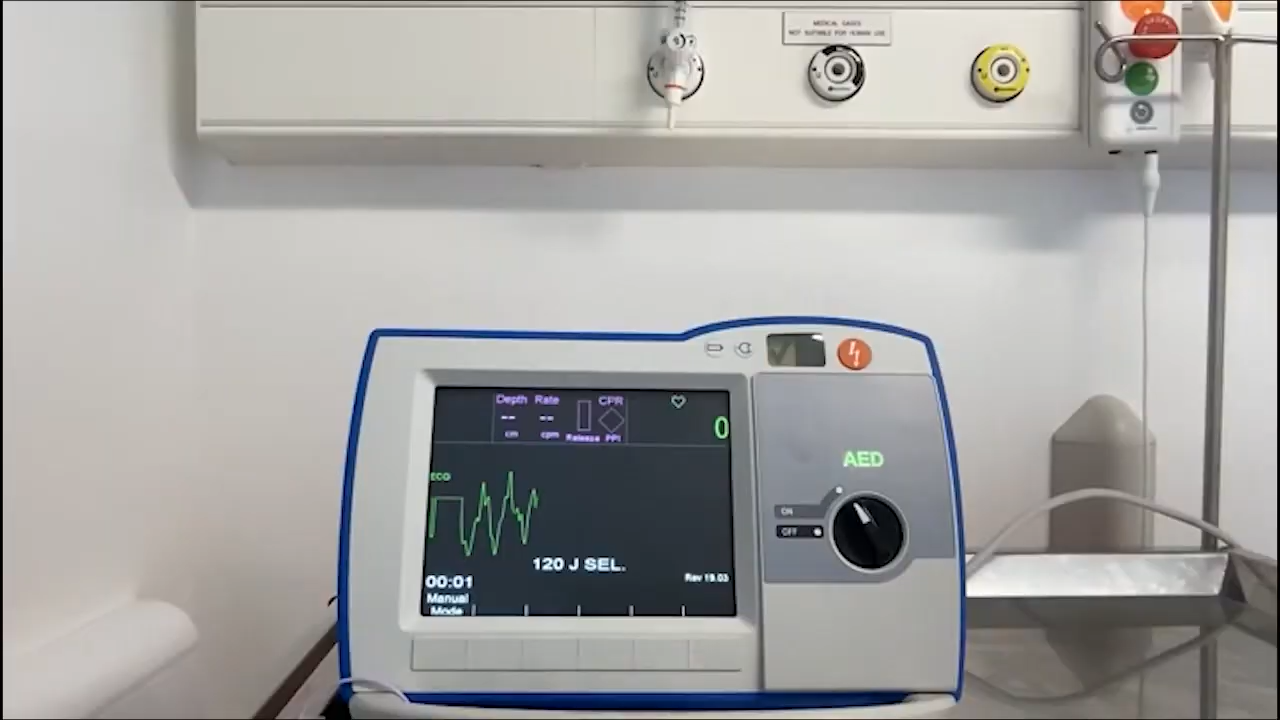 MEDICAL GASES
NOT SUITABLE FOR HUMAN USE
Depth Rate CPR
-- --
cm cpm Release PPI
0
ECG
120 J SEL.
00:01
Rev 19.03
Manual
Mode
AED
ON
OFF